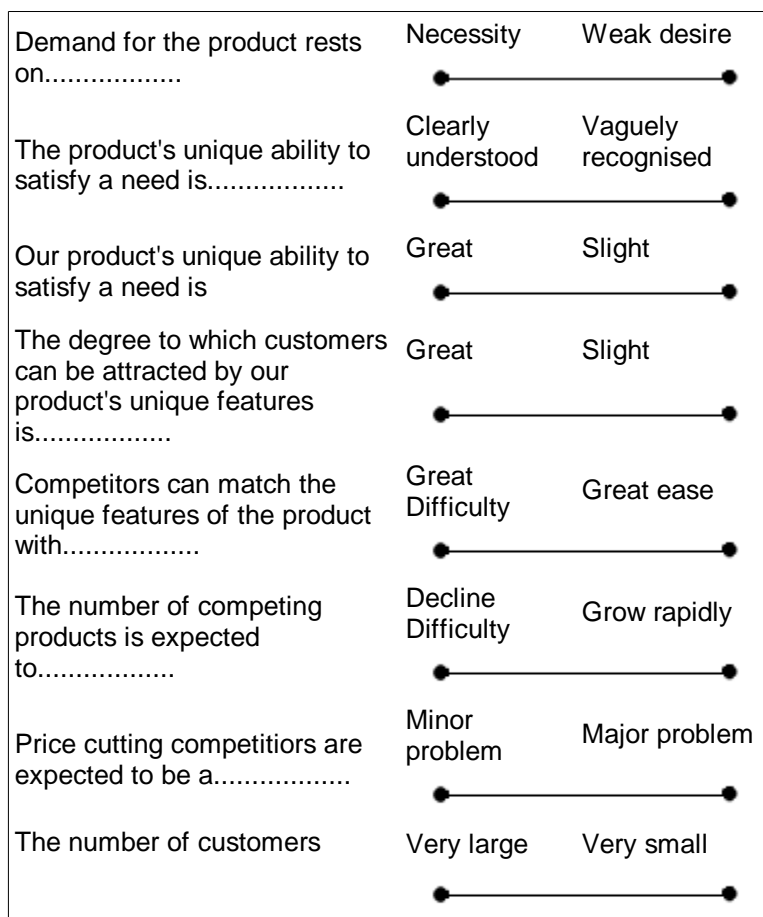 Demand for the product rests
on..................
Necessity
Weak desire
The product's unique ability to
satisfy a need is...................
Clearly
understood
Vaguely
recognised
Our product's unique ability to
satisfy a need is
Great
Slight
The degree to which customers
can be attracted by our
product's unique features
is..................
Great
Slight
Competitors can match the
unique features of the product
with..................
Great
Difficulty
Great ease
The number of competing
products is expected
to..................
Decline
Difficulty
Grow rapidly
Price cutting competitiors are
expected to be a..................
Minor
problem
Major problem
The number of customers
Very large
Very small